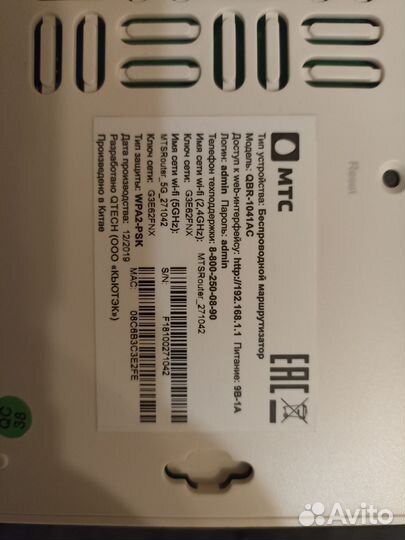 МТС
Тип устройства: Беспроводной маршрутизатор
Модель: QBR-1041AC
Доступ к web-интерфейсу: http://192.168.1.1 Питание: 9В-1А
Логин: admin Пароль: admin
Телефон техподдержки: 8-800-250-08-90
Имя сети wi-fi (2,4GHz): MTSRouter_271042
Ключ сети: G3E62FNX
Имя сети wi-fi (5GHz):
MTSRouter_5G_271042
Ключ сети: G3E62FNX
S/N: F18100271042
Тип защиты: WPA2-PSK
Дата производства: 12/2019
MAC: 08C6B3C3E2FE
Разработано QTECH (ООО «КЬЮТЭК»)
Произведено в Китае
EAC
Reset
QC
38
Avito